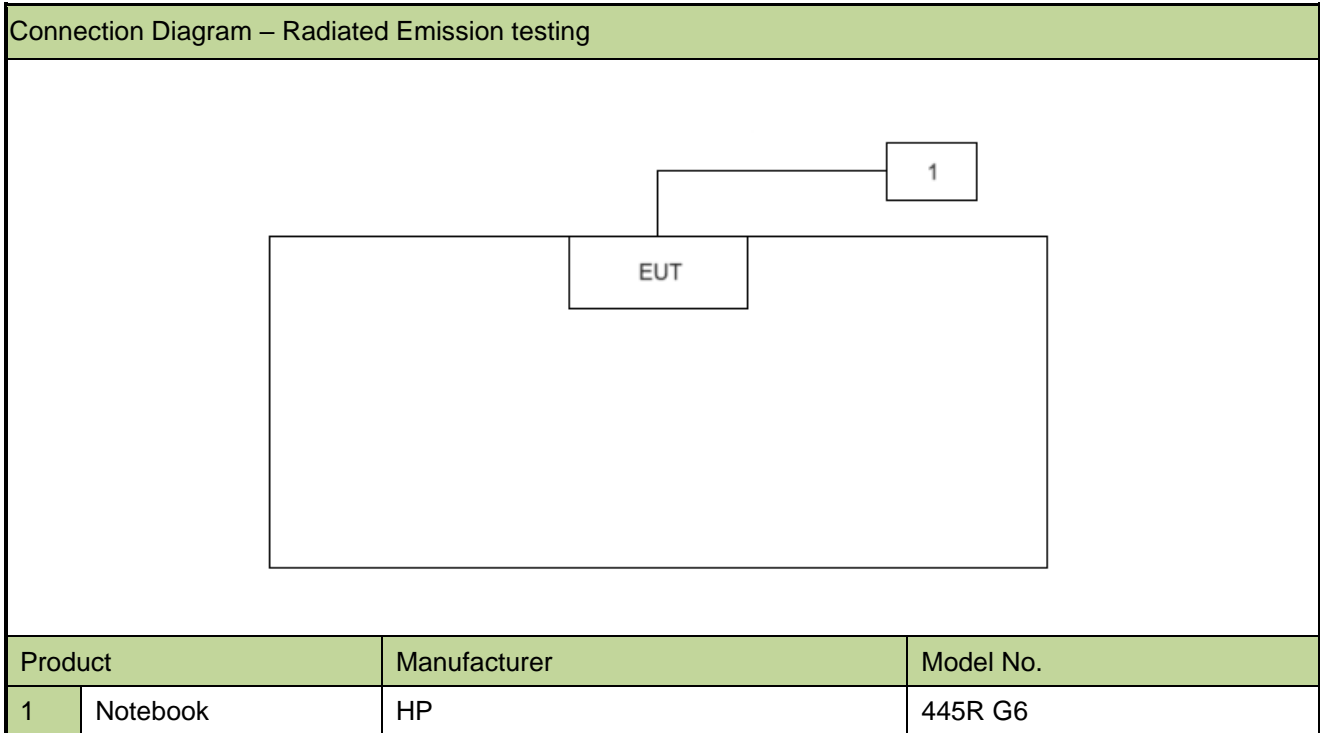 Connection Diagram – Radiated Emission testing
1
EUT
Product Manufacturer Model No.
1 Notebook HP 445R G6